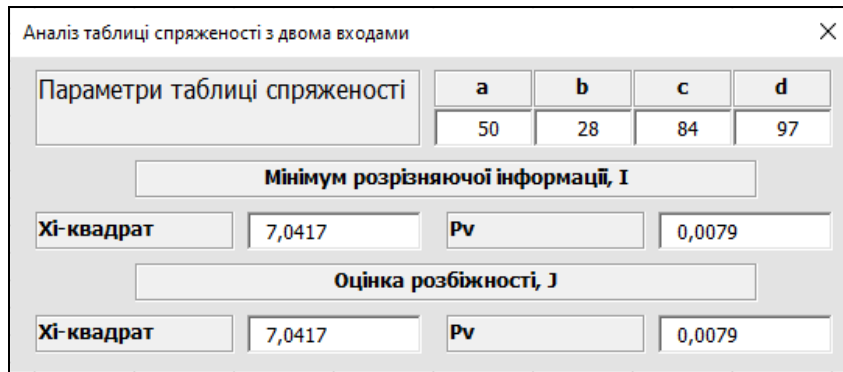 Аналіз таблиці спряженості з двома входами
Параметри таблиці спряженості a b c d
50 28 84 97
Мінімум розрізняючої інформації, I
Хі-квадрат 7,0417 Pv 0,0079
Оцінка розбіжності, J
Хі-квадрат 7,0417 Pv 0,0079